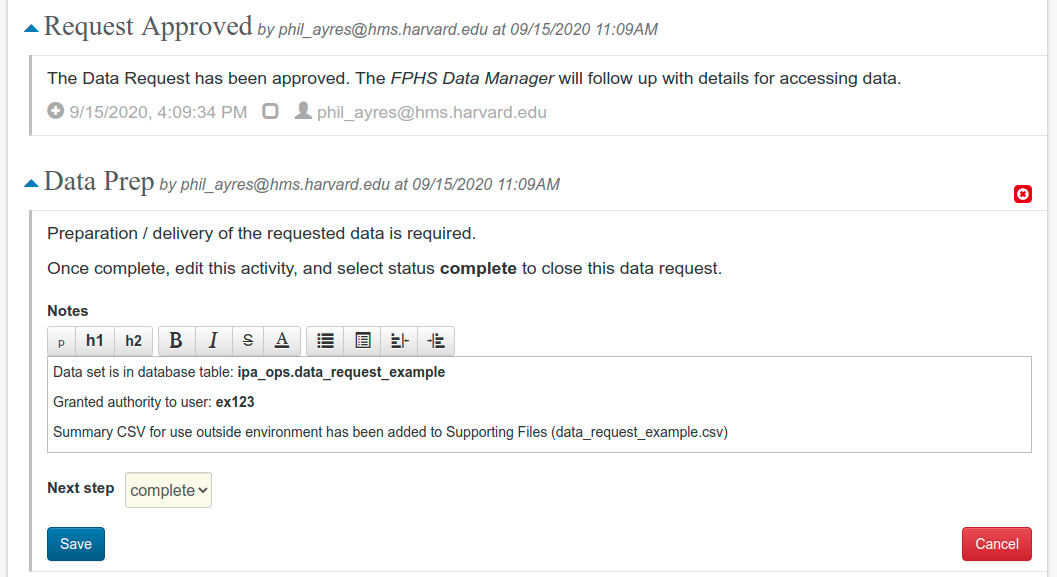 Request Approved by phil_ayres@hms.harvard.edu at 09/15/2020 11:09AM
The Data Request has been approved. The FPHS Data Manager will follow up with details for accessing data.
9/15/2020, 4:09:34 PM phil_ayres@hms.harvard.edu
Data Prep by phil_ayres@hms.harvard.edu at 09/15/2020 11:09AM
Preparation / delivery of the requested data is required.
Once complete, edit this activity, and select status complete to close this data request.
Notes
p h1 h2 B I S A
Data set is in database table: ipa_ops.data_request_example
Granted authority to user: ex123
Summary CSV for use outside environment has been added to Supporting Files (data_request_example.csv)
Next step complete
Save Cancel